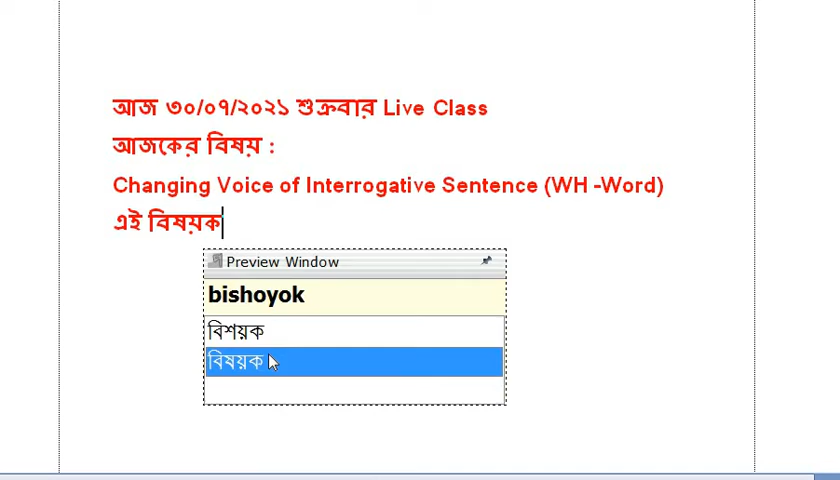 আজ ৩০/০৭/২০২১ শুক্রবার Live Class
আজকের বিষয় :
Changing Voice of Interrogative Sentence (WH -Word)
এই বিষয়ক
Preview Window
bishoyok
বিশয়ক
বিষয়ক